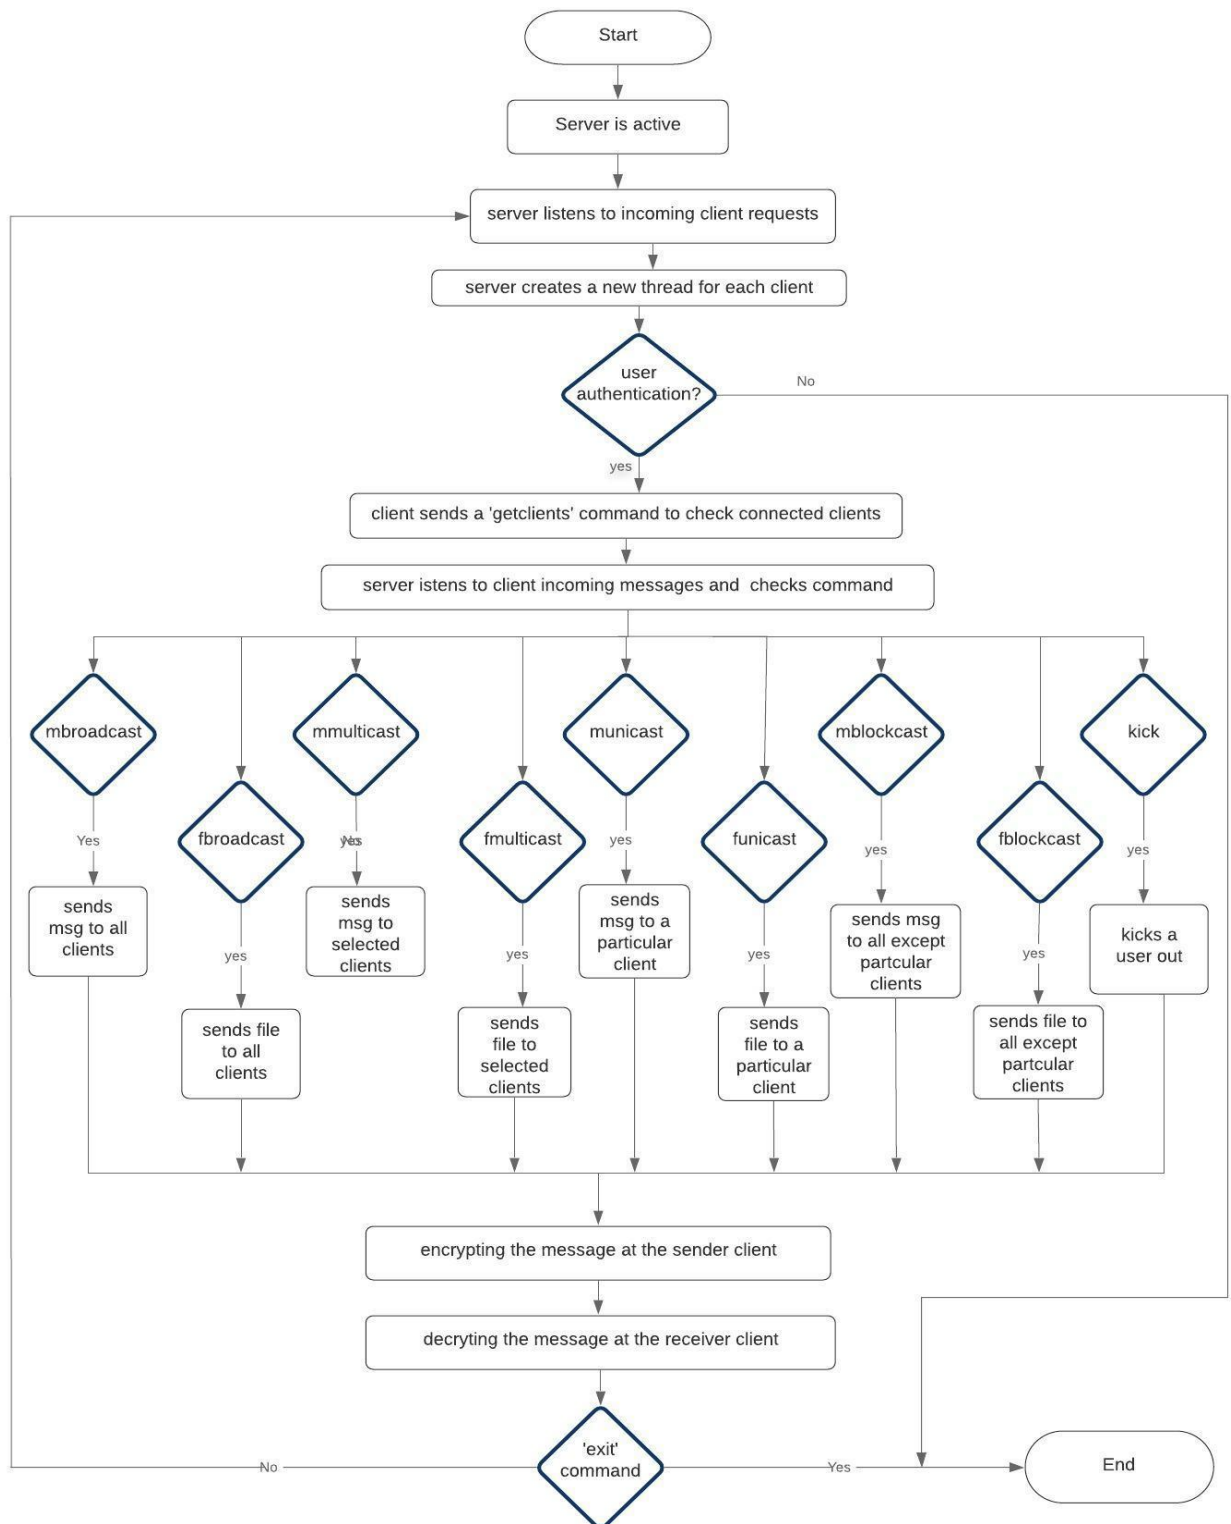 Start
Server is active
server listens to incoming client requests
server creates a new thread for each client
user
authentication?
No
yes
client sends a 'getclients' command to check connected clients
server istens to client incoming messages and  checks command
mbroadcast
mmulticast
municast
mblockcast
kick
fbroadcast
fmulticast
funicast
fblockcast
Yes
yes
No
yes
yes
yes
sends
msg to all
clients
sends
msg to
selected
clients
sends
msg to a
particular
client
sends msg
to all except
partcular
clients
kicks a
user out
yes
yes
yes
yes
sends file
to all
clients
sends
file to
selected
clients
sends
file to a
particular
client
sends file to
all except
partcular
clients
encrypting the message at the sender client
decryting the message at the receiver client
'exit'
command
No
Yes
End